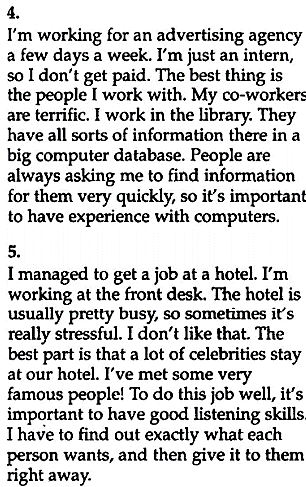 4.
I'm working for an advertising agency
a few days a week. I'm just an intern,
so I don't get paid. The best thing is
the people I work with. My co-workers
are terrific. I work in the library. They
have all sorts of information there in a
big computer database. People are
always asking me to find information
for them very quickly, so it's important
to have experience with computers.
5.
I managed to get a job at a hotel. I'm
working at the front desk. The hotel is
usually pretty busy, so sometimes it's
really stressful. I don't like that. The
best part is that a lot of celebrities stay
at our hotel. I've met some very
famous people! To do this job well, it's
important to have good listening skills.
I have to find out exactly what each
person wants, and then give it to them
right away.